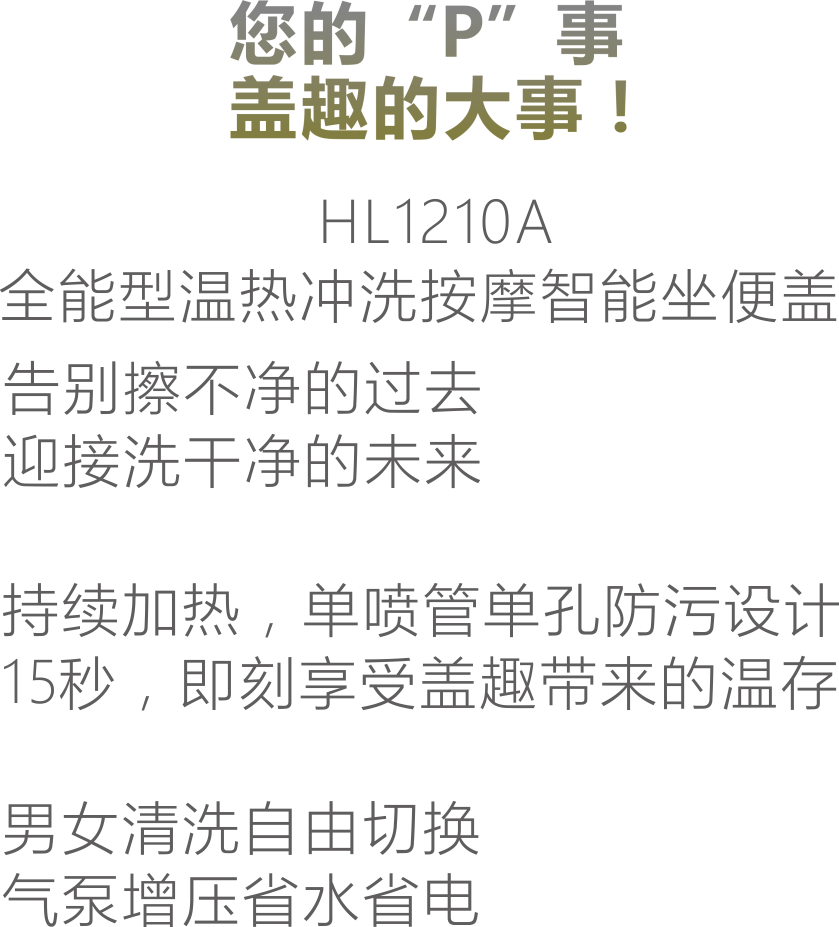 您的“P”事
盖趣的大事！
HL1210A
全能型温热冲洗按摩智能坐便盖
告别擦不净的过去
迎接洗干净的未来
持续加热，单喷管单孔防污设计
15秒，即刻享受盖趣带来的温存
男女清洗自由切换
气泵增压省水省电